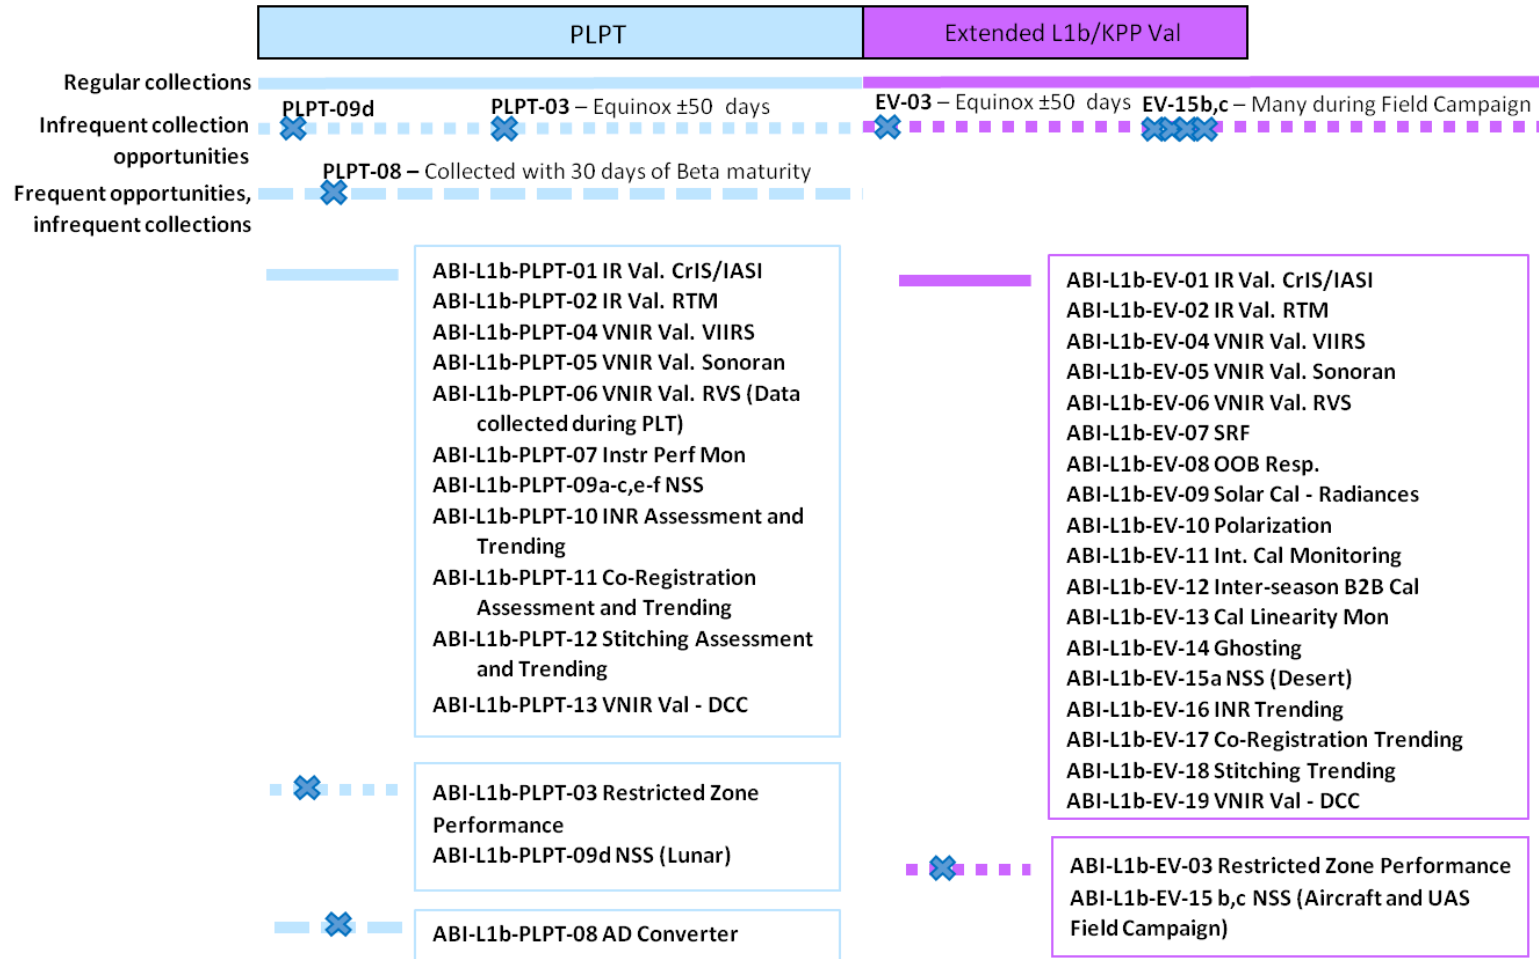 PLPT
Extended L1b/KPP Val
Regular collections
PLPT-09d
PLPT-03 – Equinox ±50 days
EV-03 – Equinox ±50 days
EV-15b,c – Many during Field Campaign
Infrequent collection
opportunities
PLPT-08 – Collected with 30 days of Beta maturity
Frequent opportunities,
infrequent collections
ABI-L1b-PLPT-01 IR Val. CrIS/IASI
ABI-L1b-PLPT-02 IR Val. RTM
ABI-L1b-PLPT-04 VNIR Val. VIIRS
ABI-L1b-PLPT-05 VNIR Val. Sonoran
ABI-L1b-PLPT-06 VNIR Val. RVS (Data
collected during PLT)
ABI-L1b-PLPT-07 Instr Perf Mon
ABI-L1b-PLPT-09a-c,e-f NSS
ABI-L1b-PLPT-10 INR Assessment and
Trending
ABI-L1b-PLPT-11 Co-Registration
Assessment and Trending
ABI-L1b-PLPT-12 Stitching Assessment
and Trending
ABI-L1b-PLPT-13 VNIR Val - DCC
ABI-L1b-PLPT-03 Restricted Zone
Performance
ABI-L1b-PLPT-09d NSS (Lunar)
ABI-L1b-PLPT-08 AD Converter
ABI-L1b-EV-01 IR Val. CrIS/IASI
ABI-L1b-EV-02 IR Val. RTM
ABI-L1b-EV-04 VNIR Val. VIIRS
ABI-L1b-EV-05 VNIR Val. Sonoran
ABI-L1b-EV-06 VNIR Val. RVS
ABI-L1b-EV-07 SRF
ABI-L1b-EV-08 OOB Resp.
ABI-L1b-EV-09 Solar Cal - Radiances
ABI-L1b-EV-10 Polarization
ABI-L1b-EV-11 Int. Cal Monitoring
ABI-L1b-EV-12 Inter-season B2B Cal
ABI-L1b-EV-13 Cal Linearity Mon
ABI-L1b-EV-14 Ghosting
ABI-L1b-EV-15a NSS (Desert)
ABI-L1b-EV-16 INR Trending
ABI-L1b-EV-17 Co-Registration Trending
ABI-L1b-EV-18 Stitching Trending
ABI-L1b-EV-19 VNIR Val - DCC
ABI-L1b-EV-03 Restricted Zone Performance
ABI-L1b-EV-15 b,c NSS (Aircraft and UAS
Field Campaign)